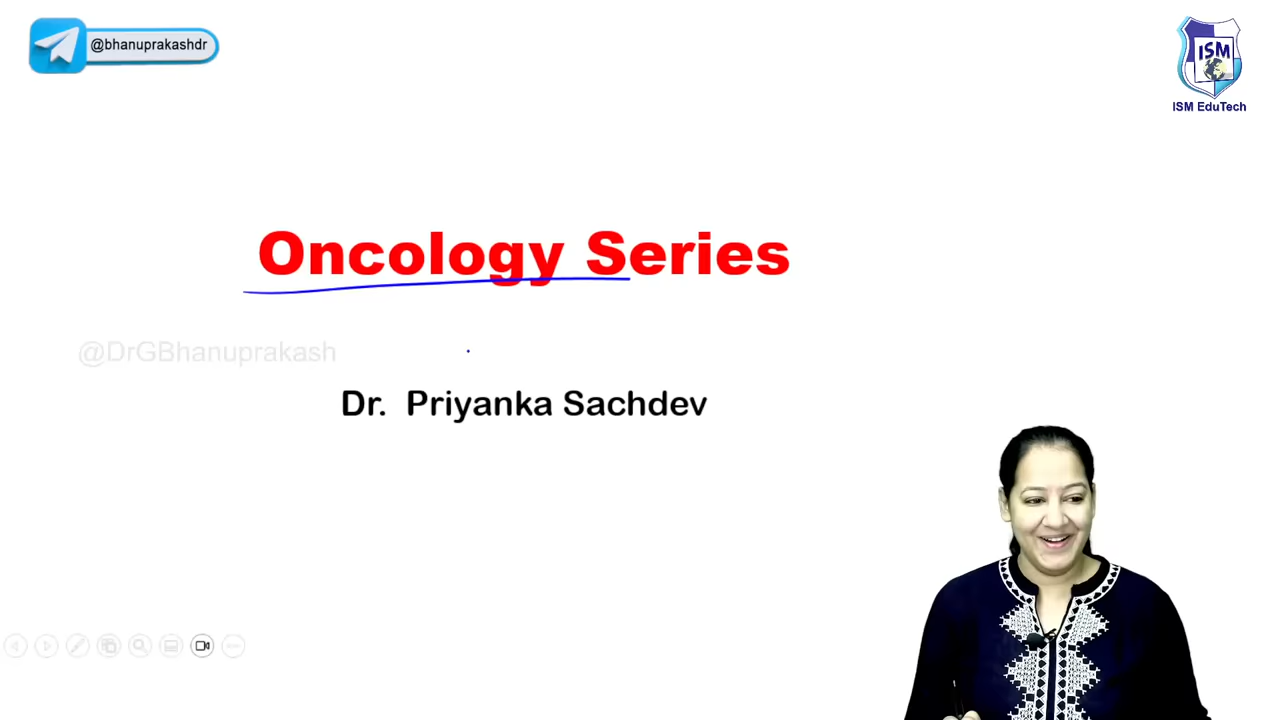 @bhanuprakashdr
ISM
ISM EduTech
Oncology Series
@DrGBhanuprakash
Dr. Priyanka Sachdev